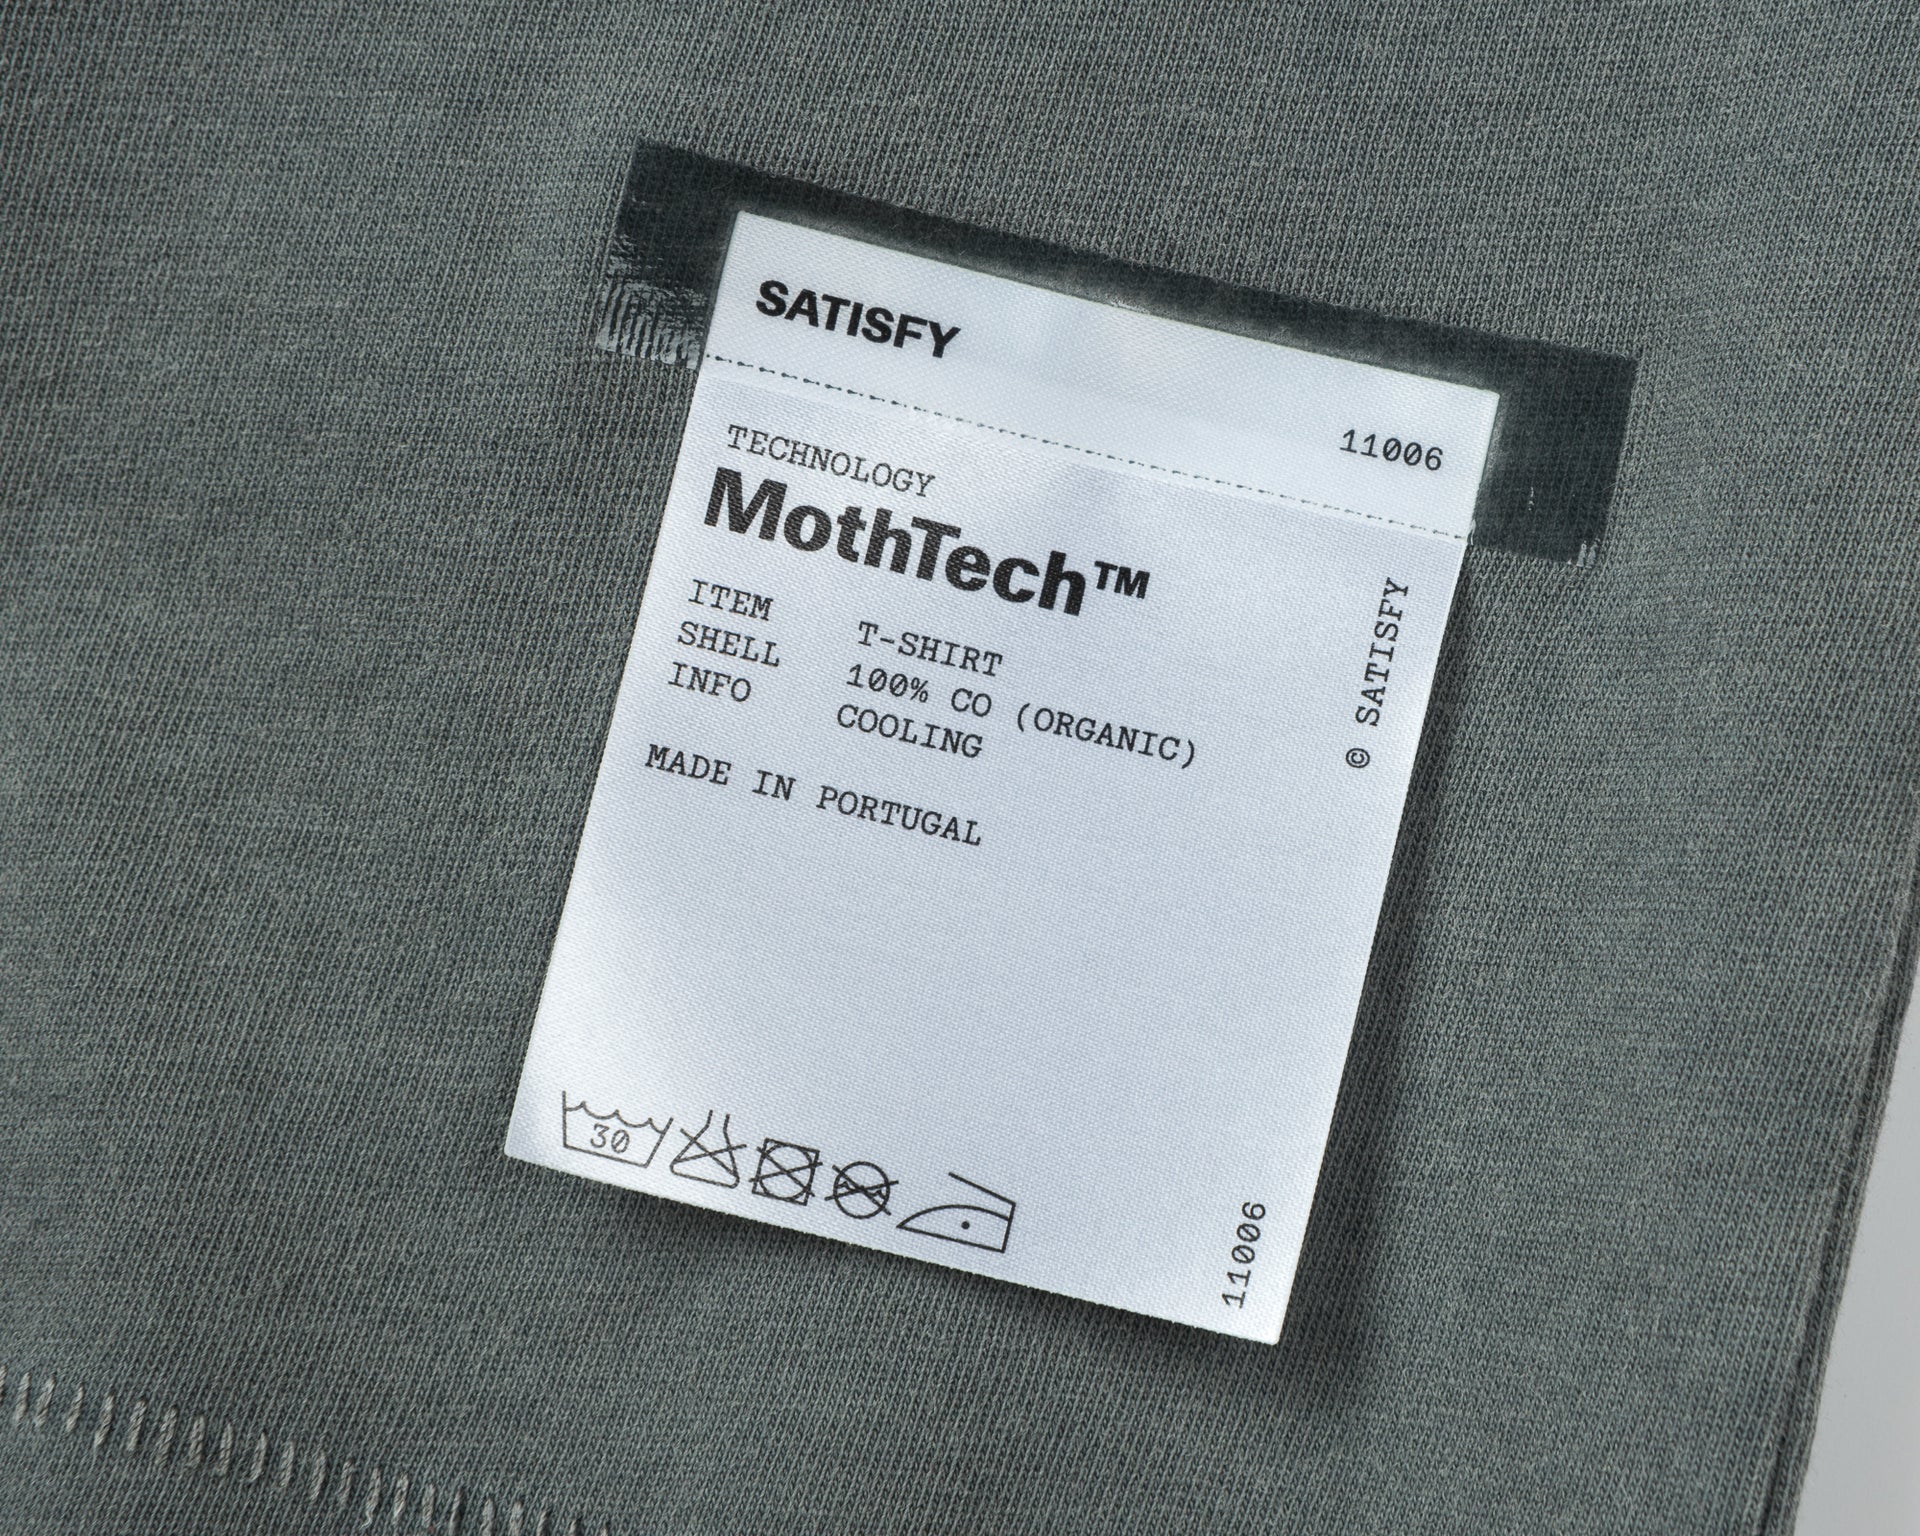 SATISFY
11006
TECHNOLOGY
MothTech™
ITEM T-SHIRT
SHELL 100% CO (ORGANIC)
INFO COOLING
MADE IN PORTUGAL
© SATISFY
30
11006